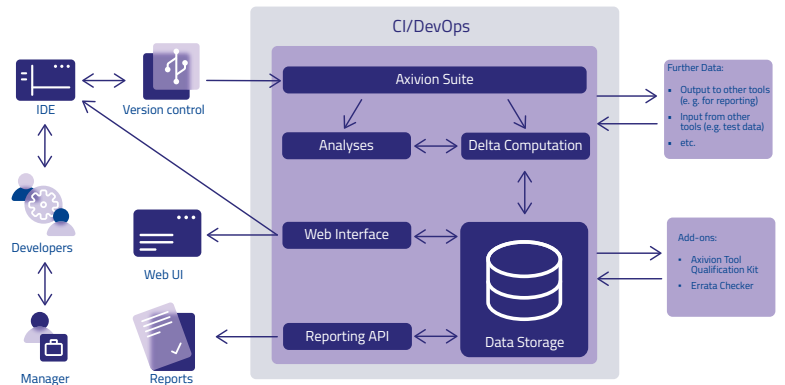 CI/DevOps
Axivion Suite
Analyses
Delta Computation
Web Interface
Reporting API
Data Storage
IDE
Version control
Developers
Web UI
Manager
Reports
Further Data:
▪ Output to other tools
(e. g. for reporting)
▪ Input from other
tools (e.g. test data)
▪ etc.
Add-ons:
• Axivion Tool
Qualification Kit
• Errata Checker